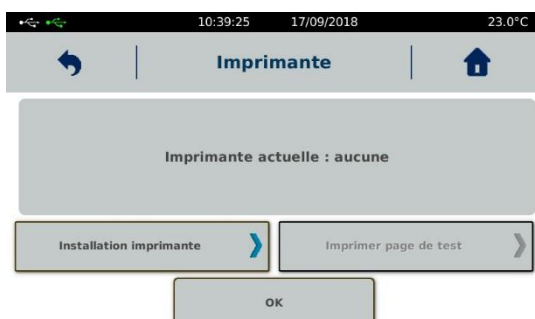 10:39:25 17/09/2018 23.0°C
Imprimante
Imprimante actuelle : aucune
Installation imprimante Imprimer page de test
OK